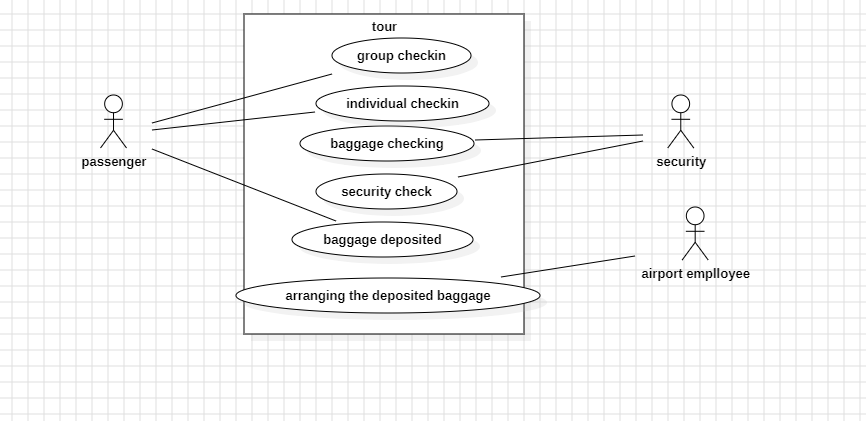 tour
group checkin
individual checkin
baggage checking
security check
baggage deposited
arranging the deposited baggage
passenger
security
airport emplloyee